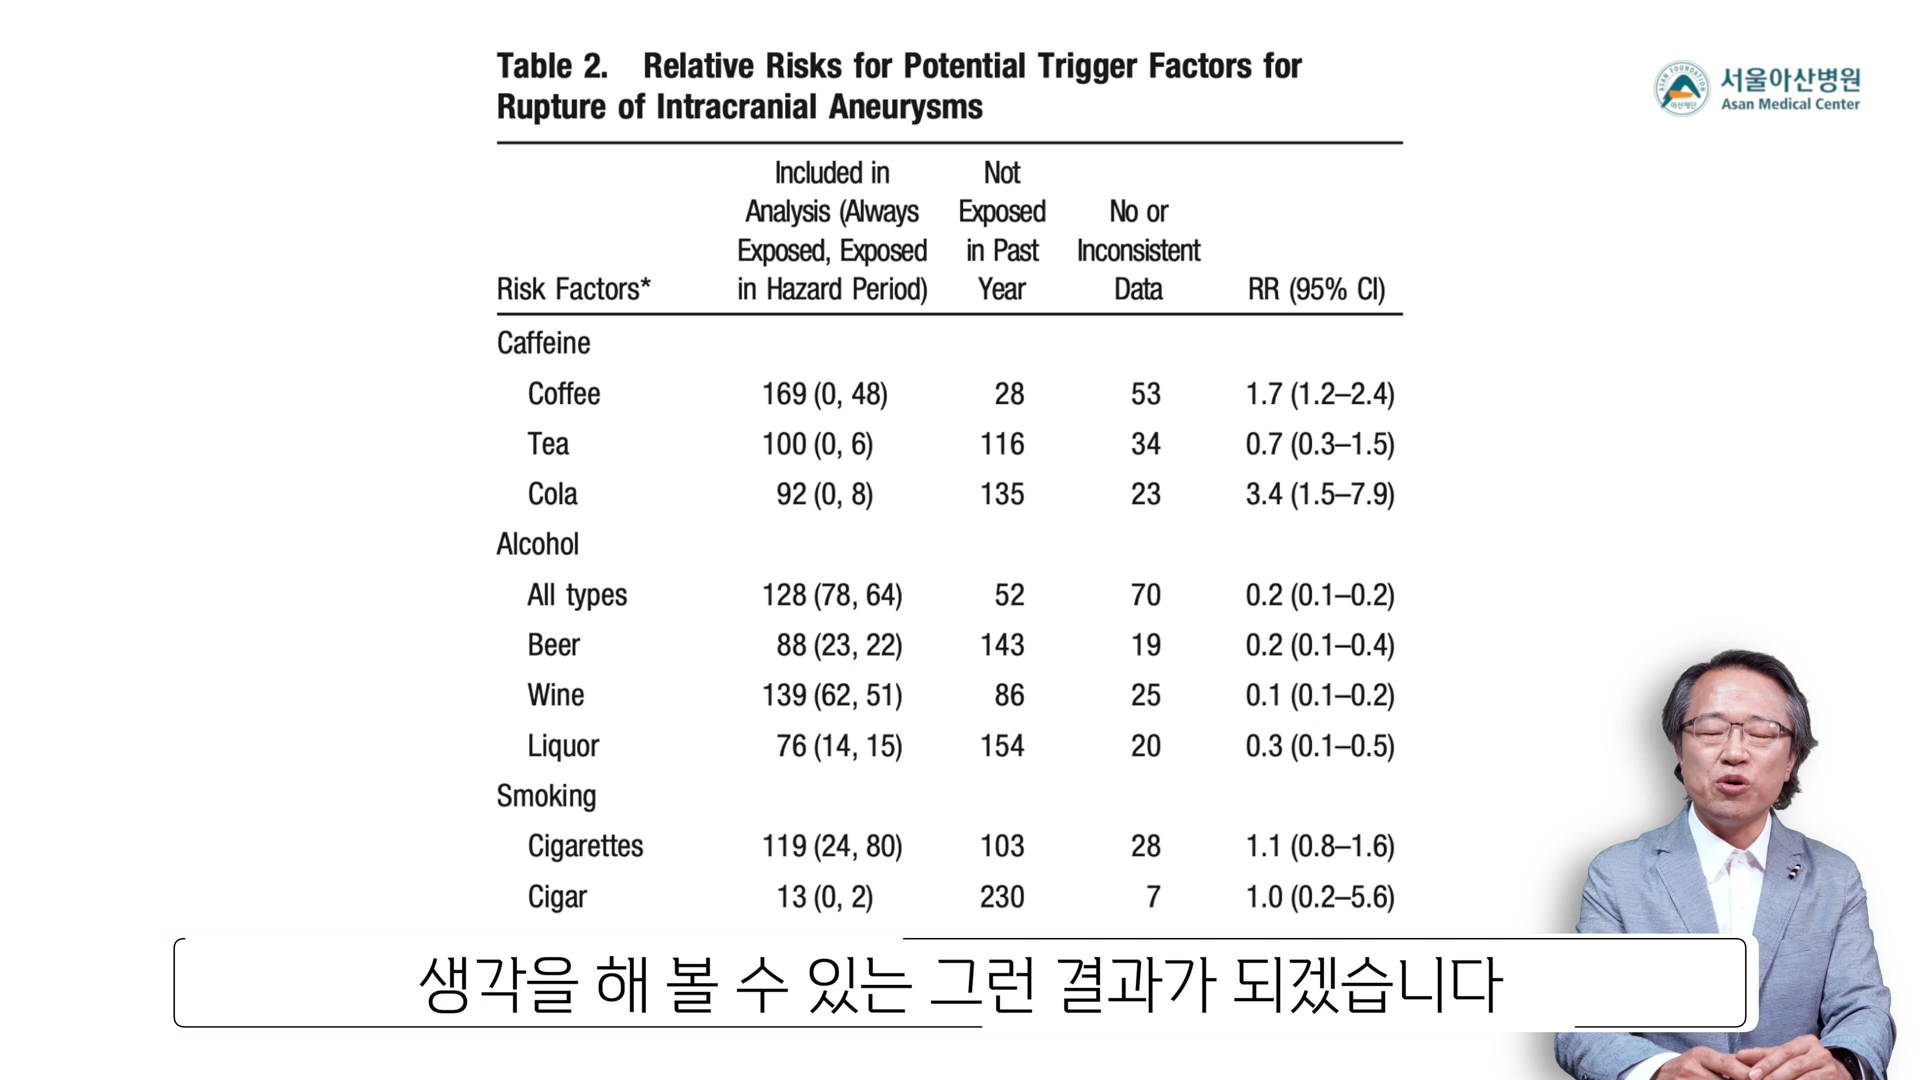 Table 2. Relative Risks for Potential Trigger Factors for
Rupture of Intracranial Aneurysms
서울아산병원
Asan Medical Center
ASAN FOUNDATION
아산재단
Included in Not
Analysis (Always Exposed No or
Exposed, Exposed in Past Inconsistent
Risk Factors* in Hazard Period) Year Data RR (95% CI)
Caffeine
Coffee 169 (0, 48) 28 53 1.7 (1.2–2.4)
Tea 100 (0, 6) 116 34 0.7 (0.3–1.5)
Cola 92 (0, 8) 135 23 3.4 (1.5–7.9)
Alcohol
All types 128 (78, 64) 52 70 0.2 (0.1–0.2)
Beer 88 (23, 22) 143 19 0.2 (0.1–0.4)
Wine 139 (62, 51) 86 25 0.1 (0.1–0.2)
Liquor 76 (14, 15) 154 20 0.3 (0.1–0.5)
Smoking
Cigarettes 119 (24, 80) 103 28 1.1 (0.8–1.6)
Cigar 13 (0, 2) 230 7 1.0 (0.2–5.6)
생각을 해 볼 수 있는 그런 결과가 되겠습니다